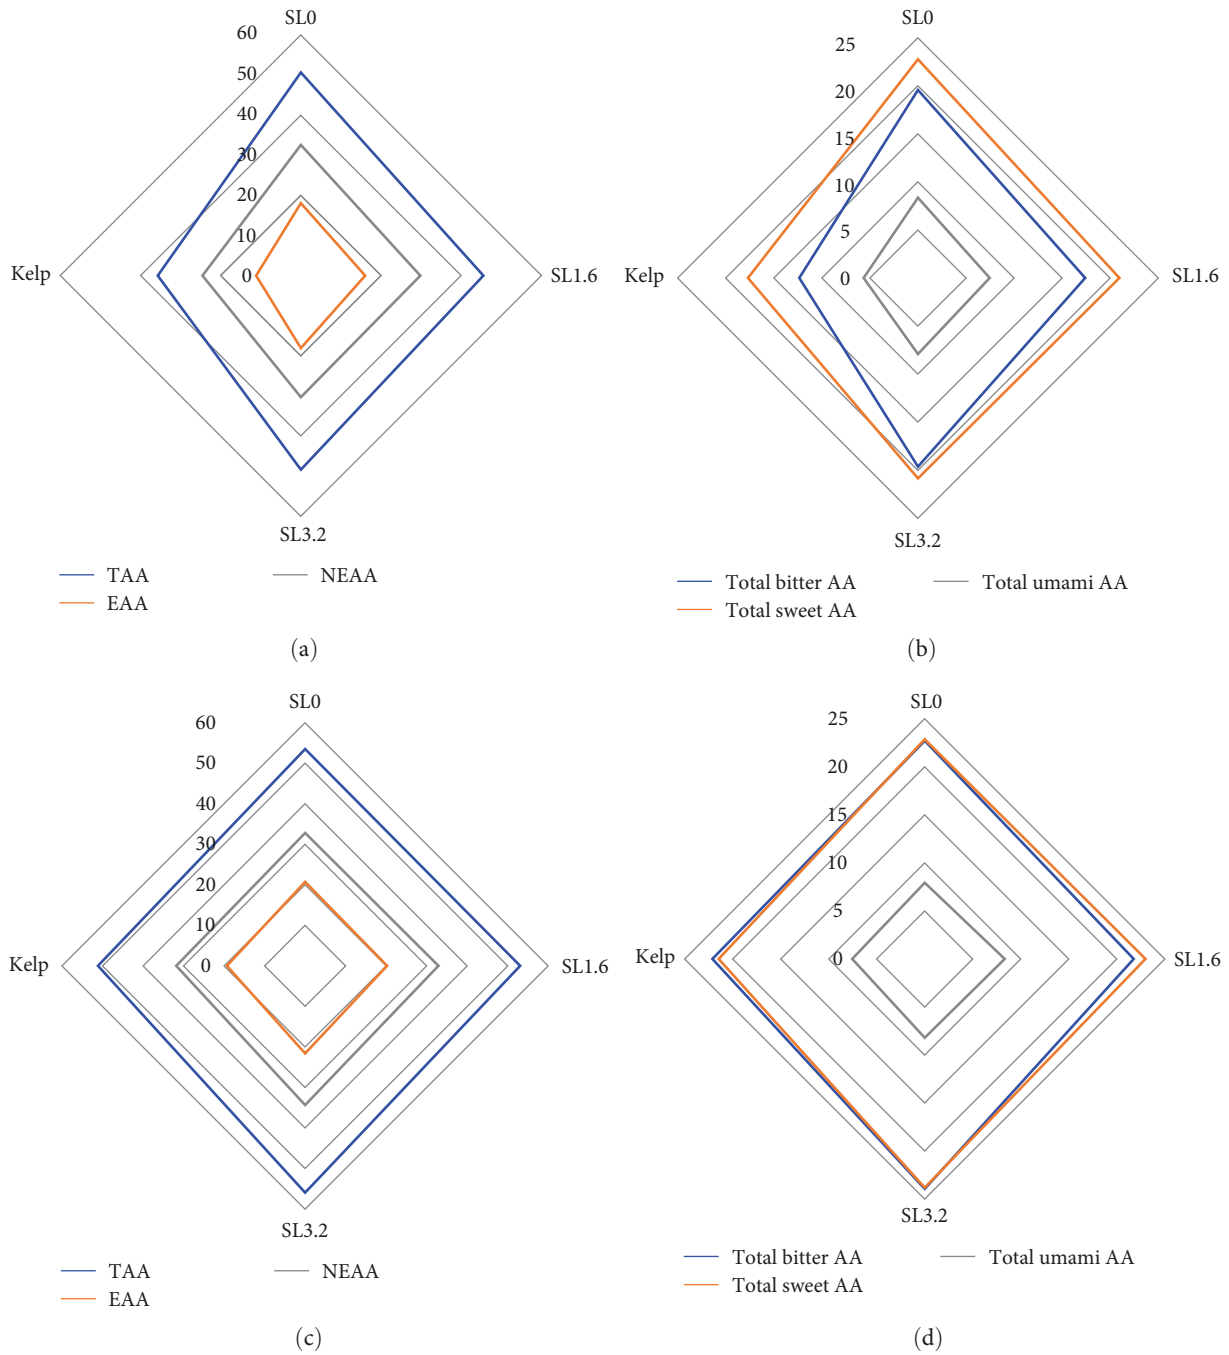 SL0
60
50
40
30
20
10
0
Kelp
SL1.6
SL3.2
TAA
NEAA
EAA
(a)
SL0
25
20
15
10
5
0
Kelp
SL1.6
SL3.2
Total bitter AA
Total umami AA
Total sweet AA
(b)
SL0
60
50
40
30
20
10
0
Kelp
SL1.6
SL3.2
TAA
NEAA
EAA
(c)
SL0
25
20
15
10
5
0
Kelp
SL1.6
SL3.2
Total bitter AA
Total umami AA
Total sweet AA
(d)